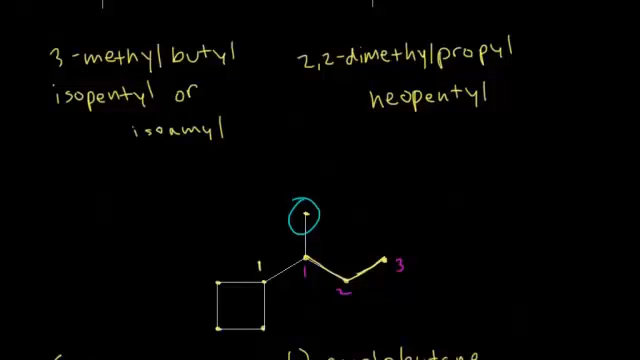 3-methylbutyl
isopentyl or
isoamyl
2,2-dimethylpropyl
neopentyl
1
1
2
3